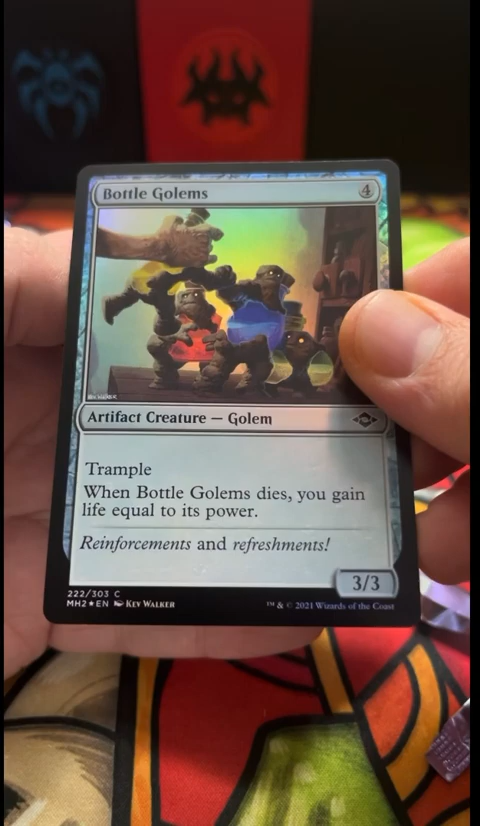 Bottle Golems 4
Artifact Creature — Golem
Trample
When Bottle Golems dies, you gain
life equal to its power.
Reinforcements and refreshments!
3/3
222/303 C
MH2 ★ EN Kev Walker ™ & © 2021 Wizards of the Coast